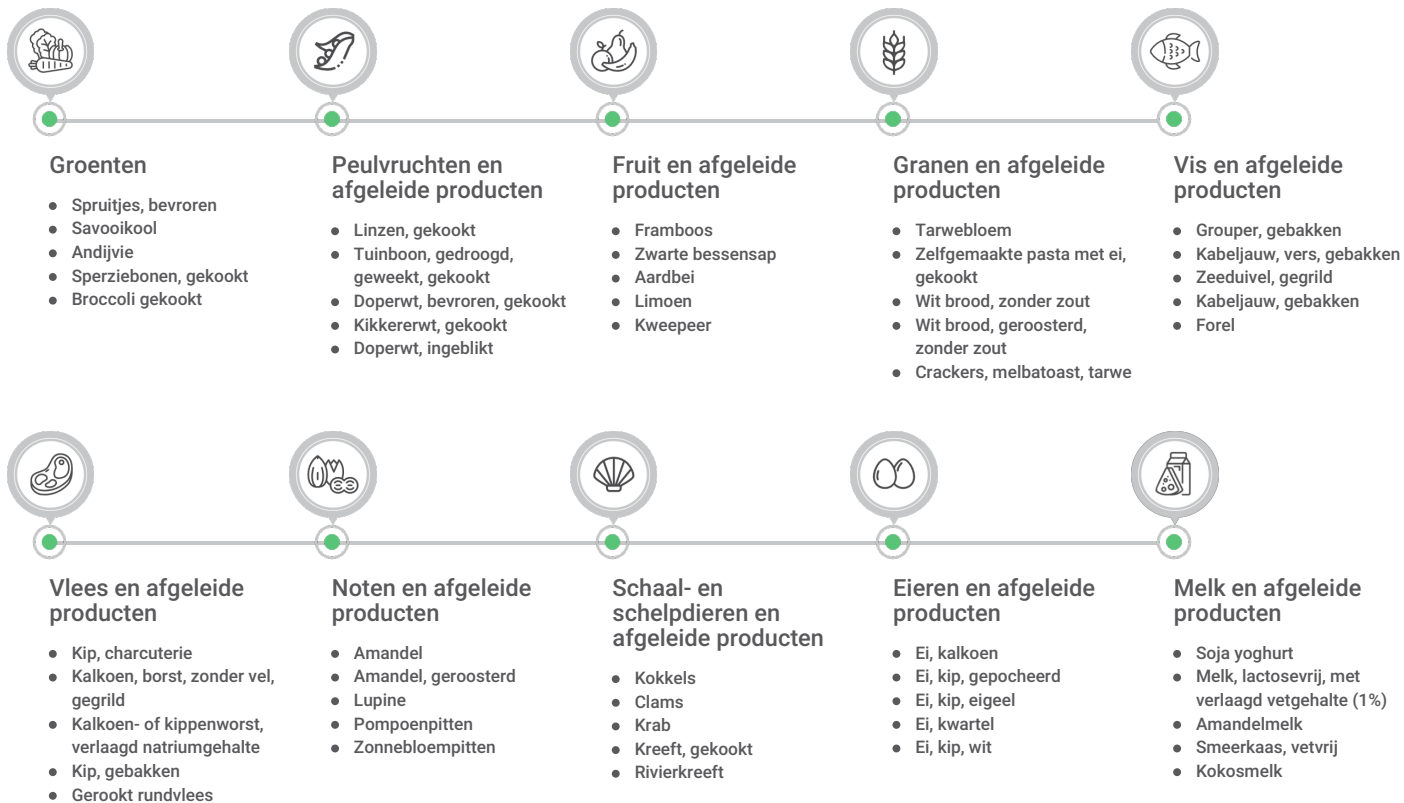 Groenten
Spruitjes, bevroren
Savooikool
Andijvie
Sperziebonen, gekookt
Broccoli gekookt
Peulvruchten en
afgeleide producten
Linzen, gekookt
Tuinboon, gedroogd,
geweekt, gekookt
Doperwt, bevroren, gekookt
Kikkererwt, gekookt
Doperwt, ingeblikt
Fruit en afgeleide
producten
Framboos
Zwarte bessensap
Aardbei
Limoen
Kweepeer
Granen en afgeleide
producten
Tarwebloem
Zelfgemaakte pasta met ei,
gekookt
Wit brood, zonder zout
Wit brood, geroosterd,
zonder zout
Crackers, melbatoast, tarwe
Vis en afgeleide
producten
Grouper, gebakken
Kabeljauw, vers, gebakken
Zeeduivel, gegrild
Kabeljauw, gebakken
Forel
Vlees en afgeleide
producten
Kip, charcuterie
Kalkoen, borst, zonder vel,
gegrild
Kalkoen- of kippenworst,
verlaagd natriumgehalte
Kip, gebakken
Gerookt rundvlees
Noten en afgeleide
producten
Amandel
Amandel, geroosterd
Lupine
Pompoenpitten
Zonnebloempitten
Schaal- en
schelpdieren en
afgeleide producten
Kokkels
Clams
Krab
Kreeft, gekookt
Rivierkreeft
Eieren en afgeleide
producten
Ei, kalkoen
Ei, kip, gepocheerd
Ei, kip, eigeel
Ei, kwartel
Ei, kip, wit
Melk en afgeleide
producten
Soja yoghurt
Melk, lactosevrij, met
verlaagd vetgehalte (1%)
Amandelmelk
Smeerkaas, vetvrij
Kokosmelk